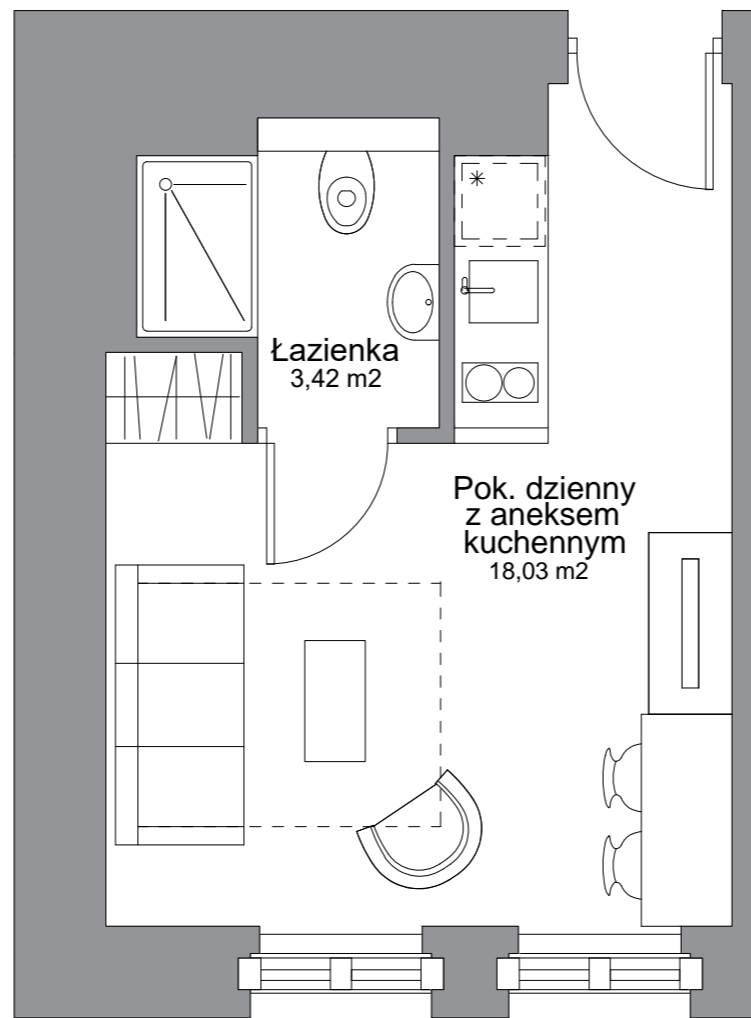 Łazienka
3,42 m2
Pok. dzienny
z aneksem
kuchennym
18,03 m2